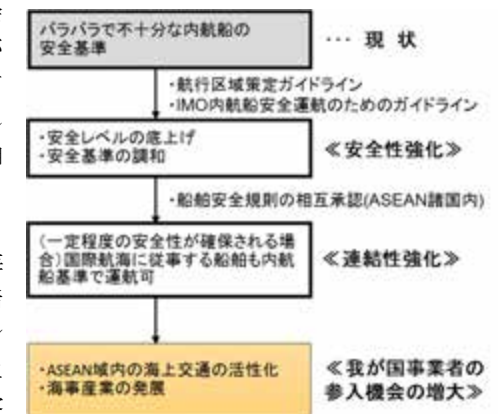 バラバラで不十分な内航船の
安全基準
… 現 状
・航行区域策定ガイドライン
・IMO内航船安全運航のためのガイドライン
・安全レベルの底上げ
・安全基準の調和
≪安全性強化≫
・船舶安全規則の相互承認(ASEAN諸国内)
(一定程度の安全性が確保される場
合)国際航海に従事する船舶も内航
船基準で運航可
≪連結性強化≫
・ASEAN域内の海上交通の活性化
・海事産業の発展
≪我が国事業者の
参入機会の増大≫